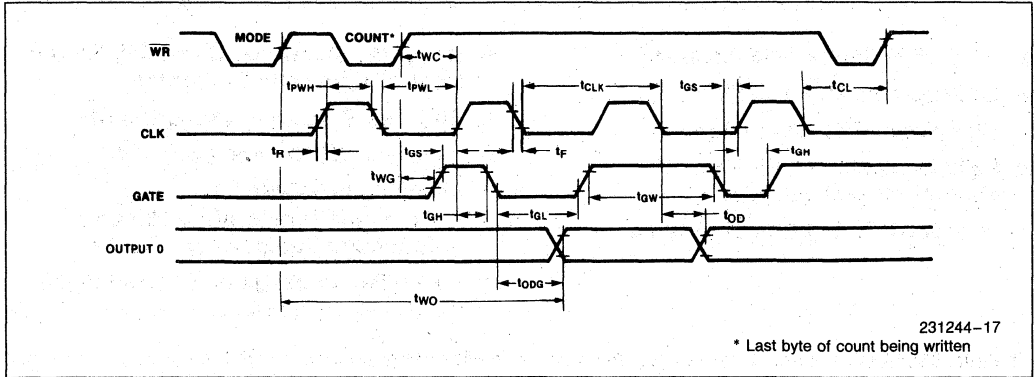 MODE COUNT*
WR
tWC
tPWH tPWL tCLK tGS tCL
CLK
tR tGS tF tGH
tWG
GATE
tGH tGL tGW tOD
OUTPUT 0
tODG
tWO
231244–17
* Last byte of count being written